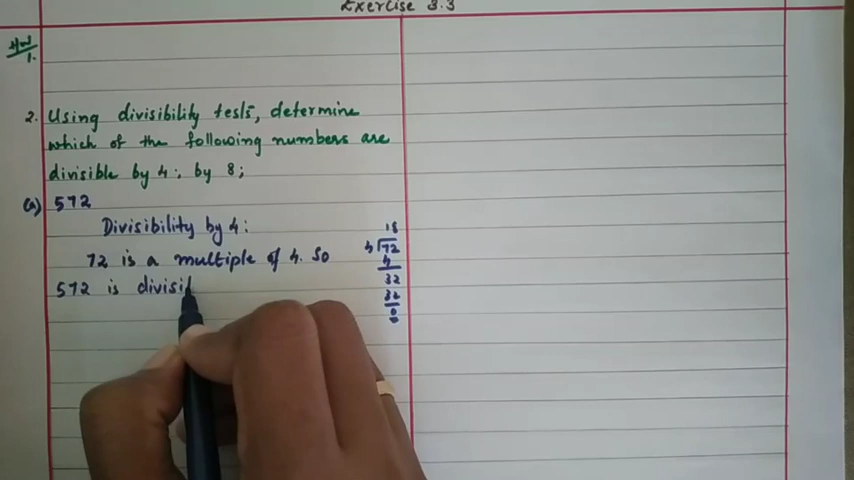 Exercise 3.3
HW
1.
2. Using divisibility tests, determine
which of the following numbers are
divisible by 4; by 8;
(a) 572
Divisibility by 4:
72 is a multiple of 4. So
572 is divisi
18
4 72
4
32
32
0